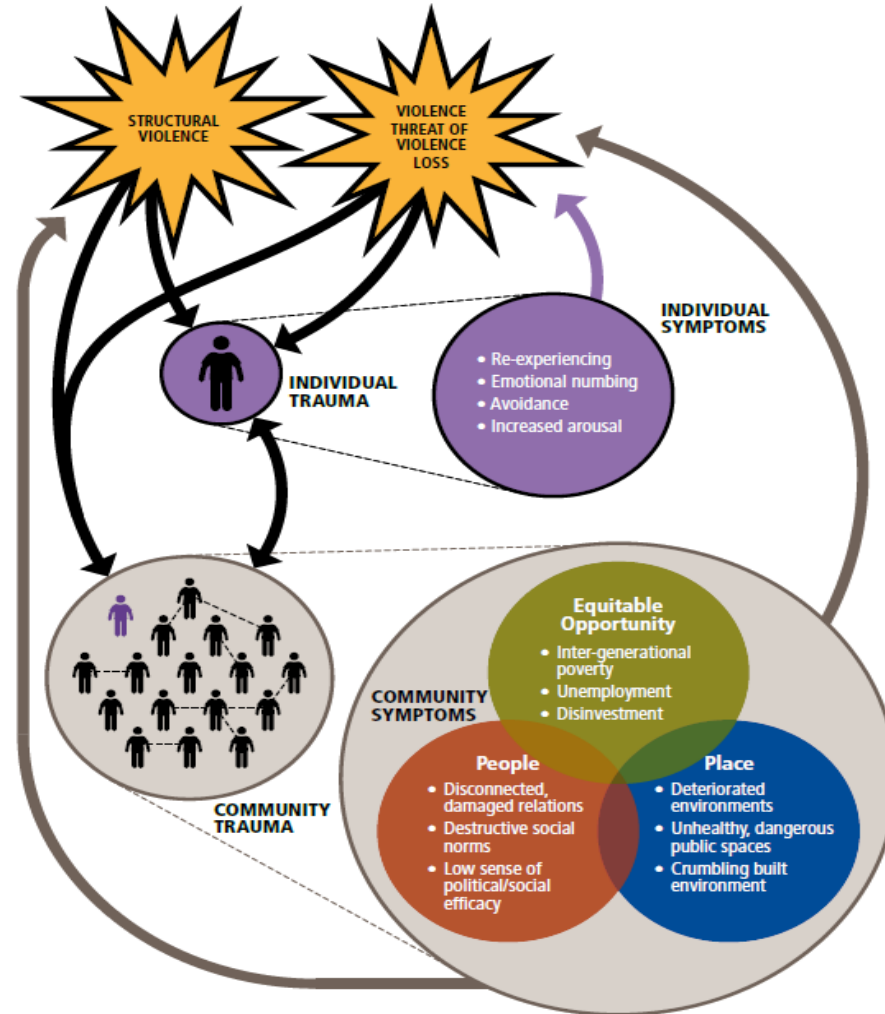 STRUCTURAL
VIOLENCE
VIOLENCE
THREAT OF
VIOLENCE
LOSS
INDIVIDUAL
SYMPTOMS
• Re-experiencing
• Emotional numbing
• Avoidance
• Increased arousal
INDIVIDUAL
TRAUMA
Equitable
Opportunity
• Inter-generational
poverty
• Unemployment
• Disinvestment
COMMUNITY
SYMPTOMS
People
• Disconnected,
damaged relations
• Destructive social
norms
• Low sense of
political/social
efficacy
Place
• Deteriorated
environments
• Unhealthy, dangerous
public spaces
• Crumbling built
environment
COMMUNITY
TRAUMA